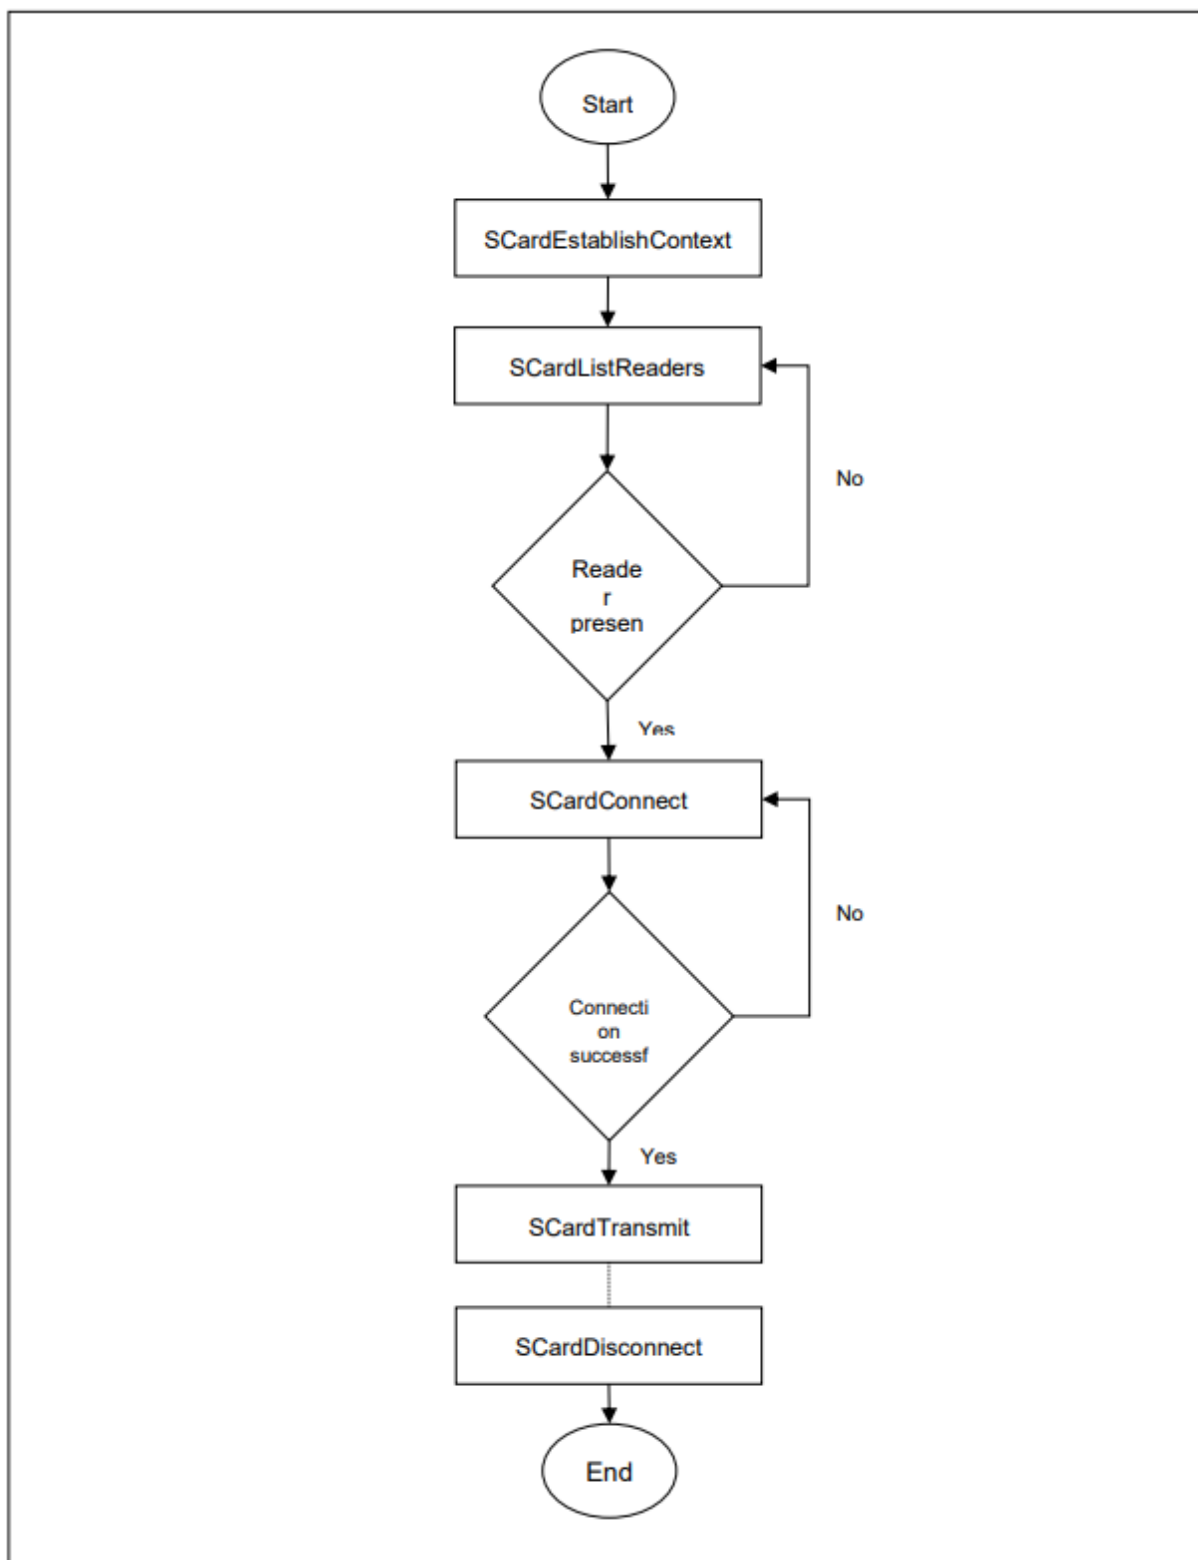 Start
SCardEstablishContext
SCardListReaders
No
Reade
r
presen
Yes
SCardConnect
No
Connecti
on
successf
Yes
SCardTransmit
SCardDisconnect
End